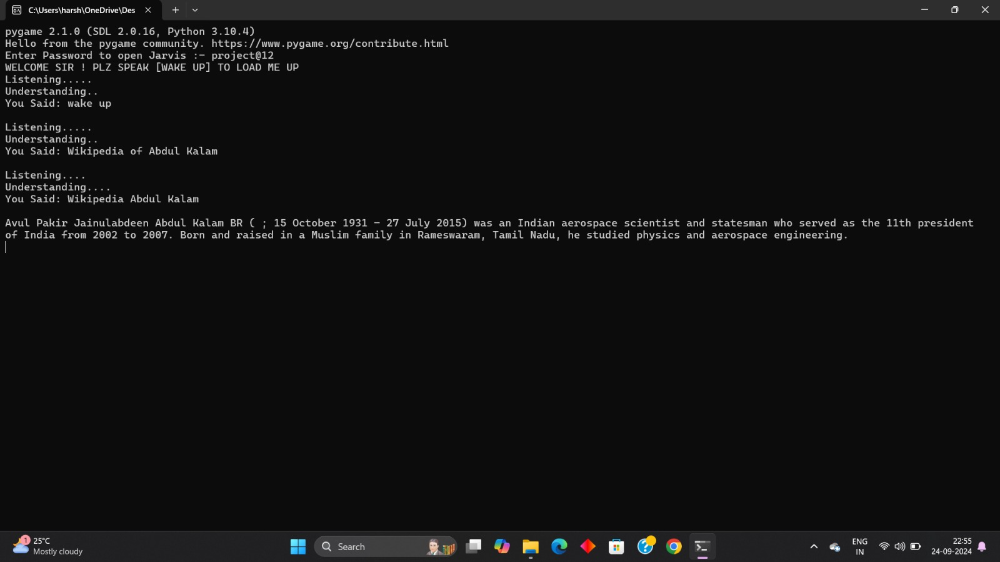 C:\Users\harsh\OneDrive\Des
pygame 2.1.0 (SDL 2.0.16, Python 3.10.4)
Hello from the pygame community. https://www.pygame.org/contribute.html
Enter Password to open Jarvis :- project@12
WELCOME SIR ! PLZ SPEAK [WAKE UP] TO LOAD ME UP
Listening.....
Understanding..
You Said: wake up
Listening.....
Understanding..
You Said: Wikipedia of Abdul Kalam
Listening....
Understanding....
You Said: Wikipedia Abdul Kalam
Avul Pakir Jainulabdeen Abdul Kalam BR ( ; 15 October 1931 – 27 July 2015) was an Indian aerospace scientist and statesman who served as the 11th president
of India from 2002 to 2007. Born and raised in a Muslim family in Rameswaram, Tamil Nadu, he studied physics and aerospace engineering.
1
25°C
Mostly cloudy
Search
ENG
IN
22:55
24-09-2024